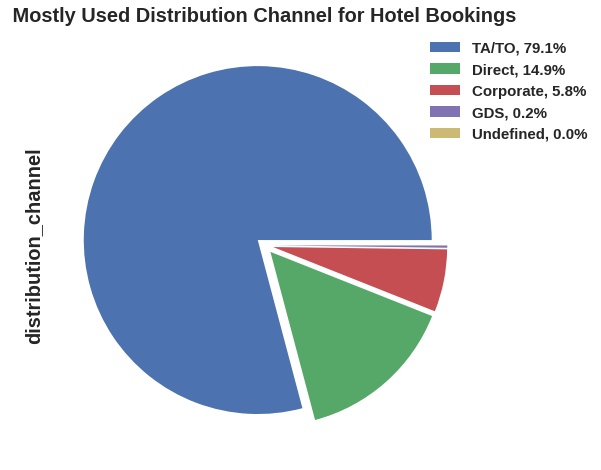 Mostly Used Distribution Channel for Hotel Bookings
TA/TO, 79.1%
Direct, 14.9%
Corporate, 5.8%
GDS, 0.2%
Undefined, 0.0%
distribution_channel